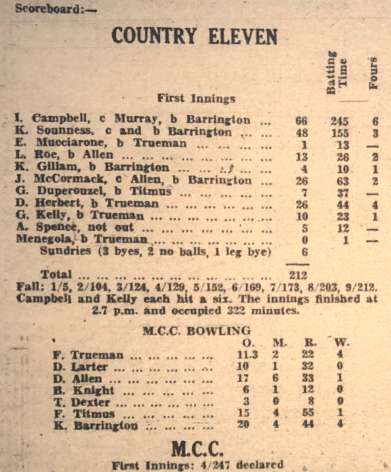 Scoreboard:—
COUNTRY ELEVEN
First Innings
Batting Time
Fours
I. Campbell, c Murray, b Barrington ... 66 245 6
K. Sounness, c and b Barrington ... 48 155 3
E. Mucciarone, b Trueman ... 1 13 —
L. Roe, b Allen ... 13 26 2
K. Gillam, b Barrington ... 4 10 1
J. McCormack, c Allen, b Barrington 26 63 2
G. Duperouzel, b Titmus ... 7 37 —
D. Herbert, b Trueman ... 26 44 4
G. Kelly, b Trueman ... 10 23 1
A. Spence, not out ... 5 12 —
Menegola, b Trueman ... 0 1 —
Sundries (3 byes, 2 no balls, 1 leg bye) 6
Total ... 212
Fall: 1/5, 2/104, 3/124, 4/129, 5/152, 6/169, 7/173, 8/203, 9/212.
Campbell and Kelly each hit a six. The innings finished at
2.7 p.m. and occupied 322 minutes.
M.C.C. BOWLING
O. M. R. W.
F. Trueman ... 11.3 2 22 4
D. Larter ... 10 1 32 0
D. Allen ... 17 6 33 1
B. Knight ... 6 1 12 0
T. Dexter ... 3 0 8 0
F. Titmus ... 15 4 55 1
K. Barrington ... 20 4 44 4
M.C.C.
First Innings: 4/247 declared